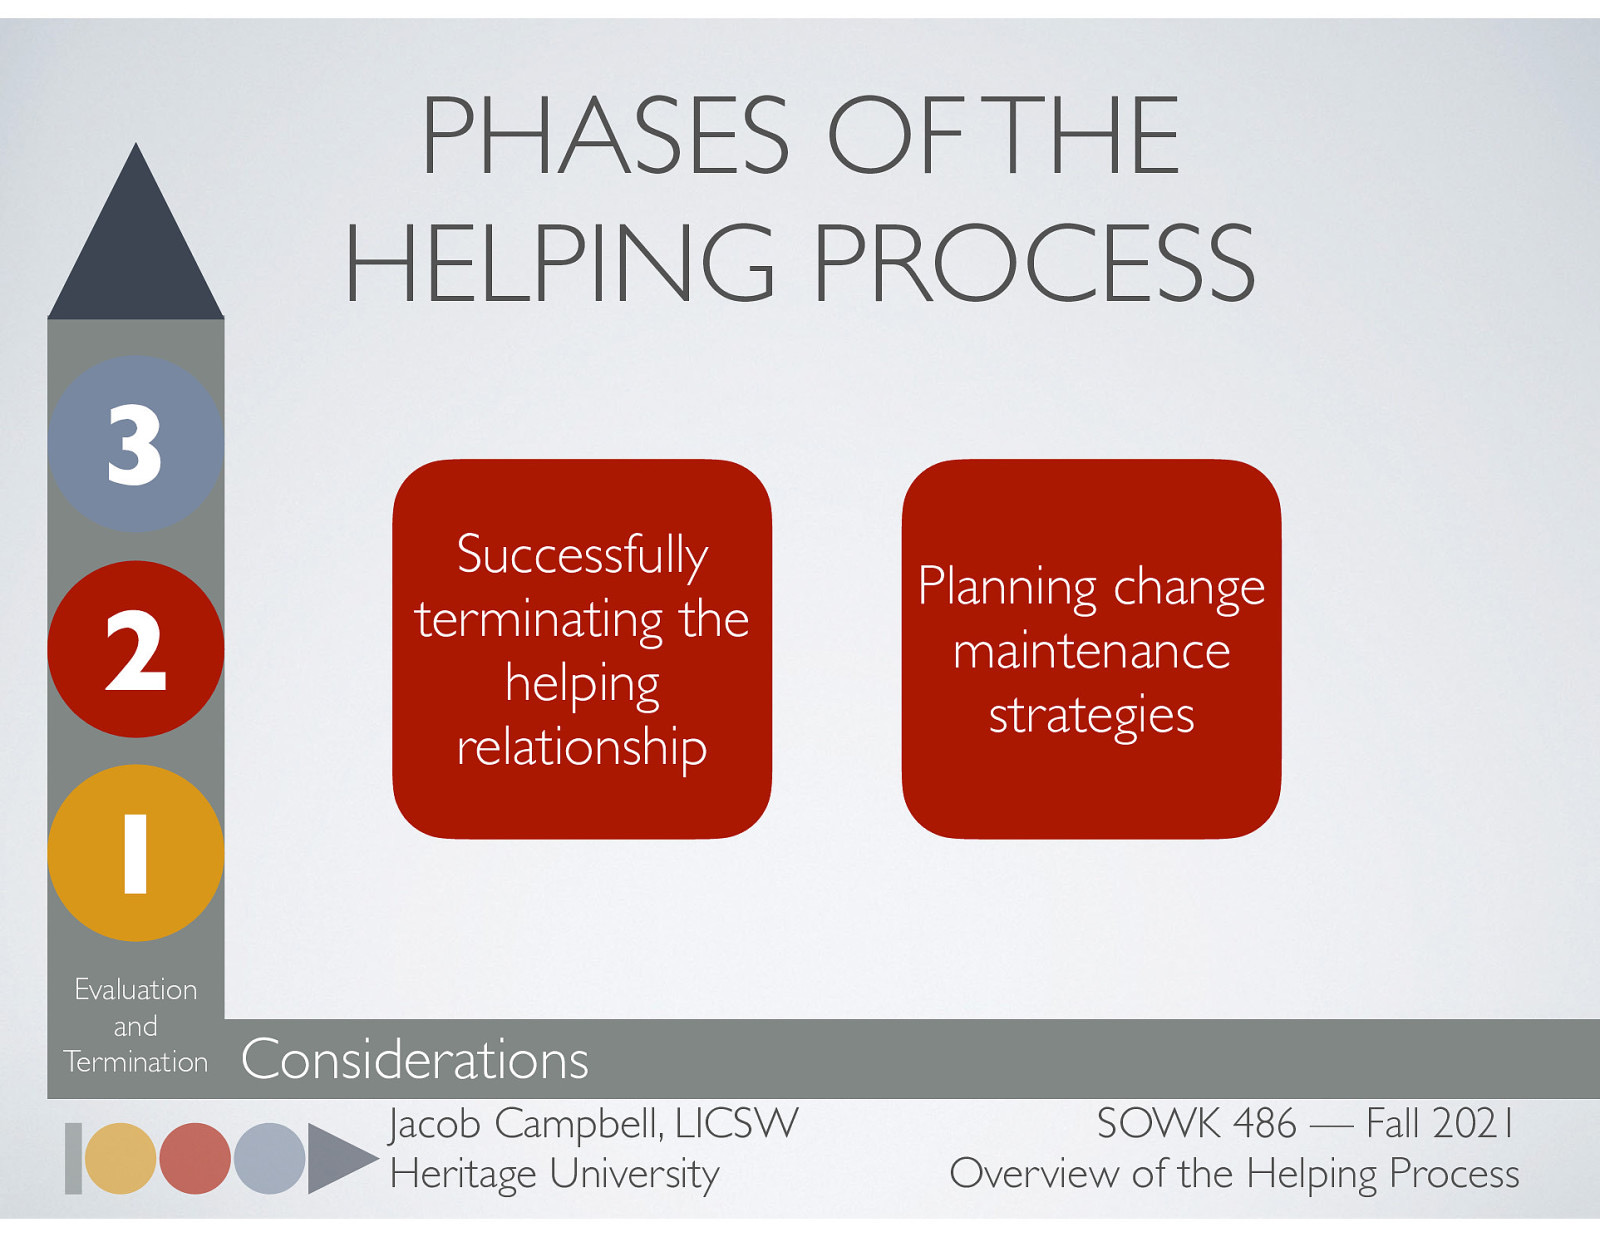 PHASES OF THE
HELPING PROCESS
3
2
1
Evaluation
and
Termination
Successfully
terminating the
helping
relationship
Planning change
maintenance
strategies
Considerations
Jacob Campbell, LICSW
Heritage University
SOWK 486 — Fall 2021
Overview of the Helping Process